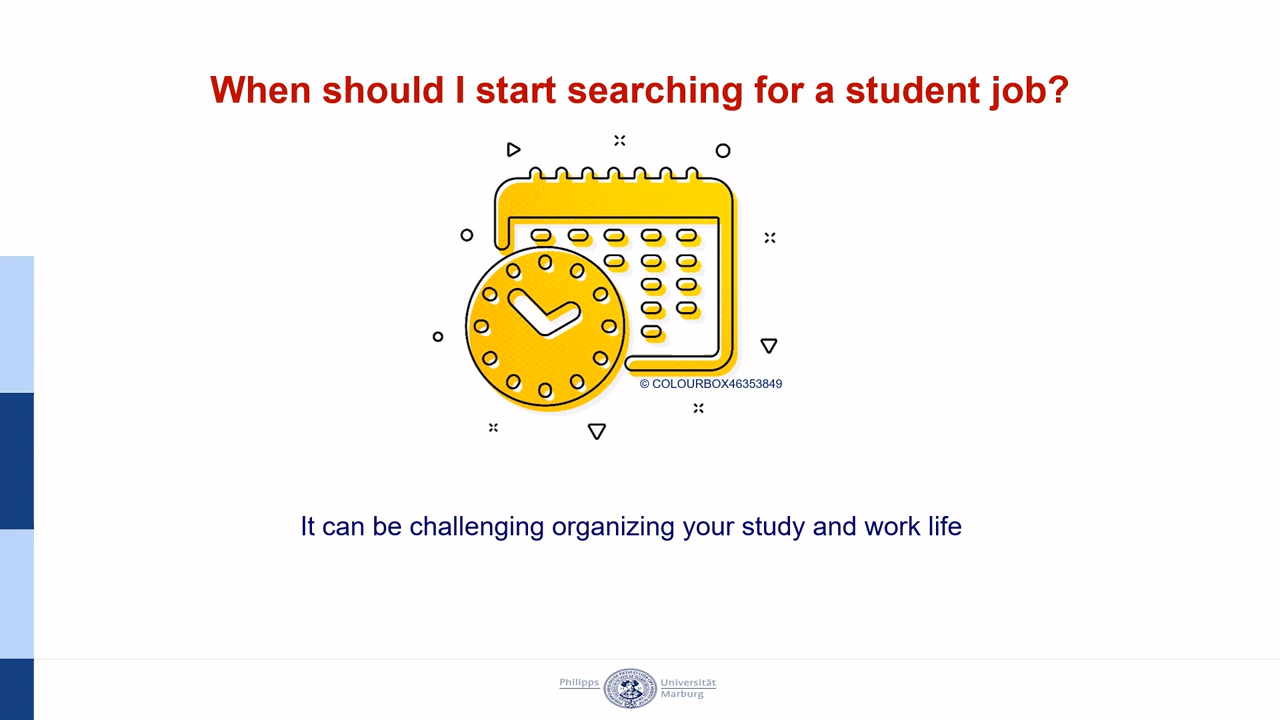 When should I start searching for a student job?
© COLOURBOX46353849
It can be challenging organizing your study and work life
Philipps Universität
Marburg